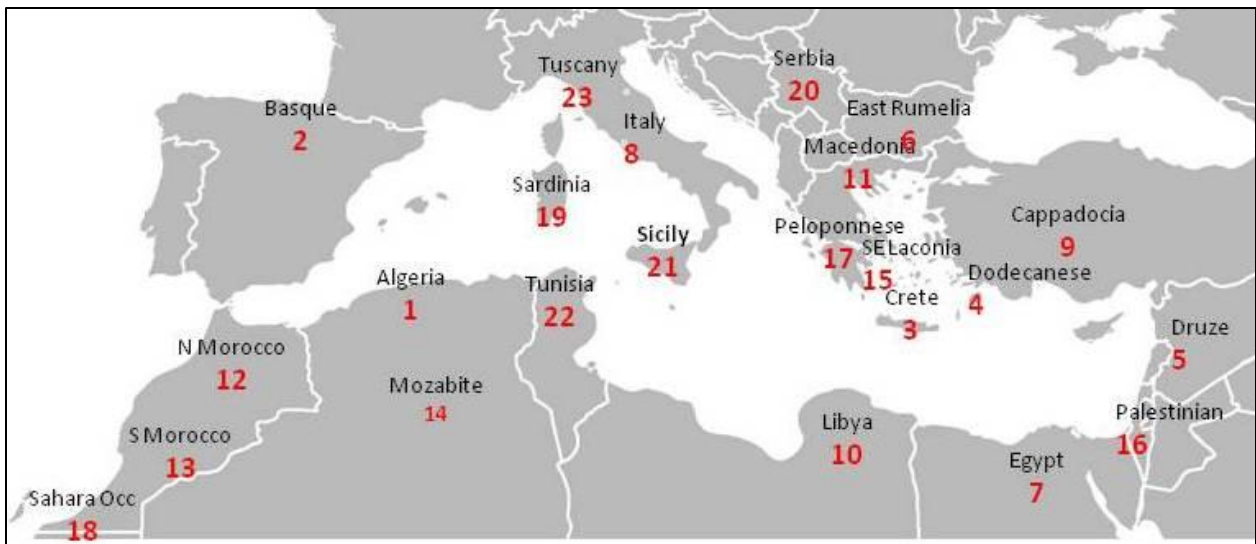 Serbia
20
Tuscany
23
Basque
2
East Rumelia
6
Italy
8
Macedonia
11
Sardinia
19
Cappadocia
9
Peloponnese
17
SE Laconia
15
Sicily
21
Dodecanese
4
Algeria
1
Tunisia
22
Crete
3
Druze
5
N Morocco
12
Mozabite
14
Palestinian
16
Libya
10
S Morocco
13
Egypt
7
Sahara Occ
18